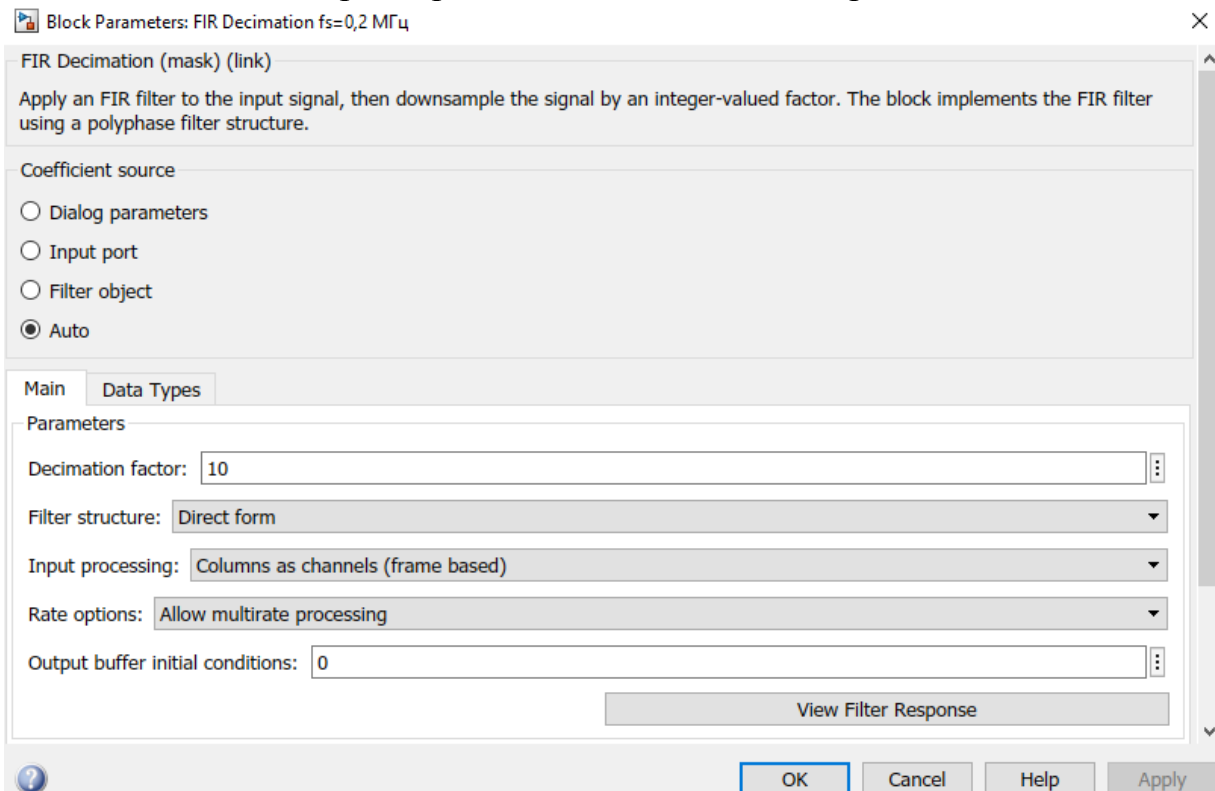 Block Parameters: FIR Decimation fs=0,2 МГц
FIR Decimation (mask) (link)
Apply an FIR filter to the input signal, then downsample the signal by an integer-valued factor. The block implements the FIR filter
using a polyphase filter structure.
Coefficient source
Dialog parameters
Input port
Filter object
Auto
Main Data Types
Parameters
Decimation factor: 10
Filter structure: Direct form
Input processing: Columns as channels (frame based)
Rate options: Allow multirate processing
Output buffer initial conditions: 0
View Filter Response
OK Cancel Help Apply